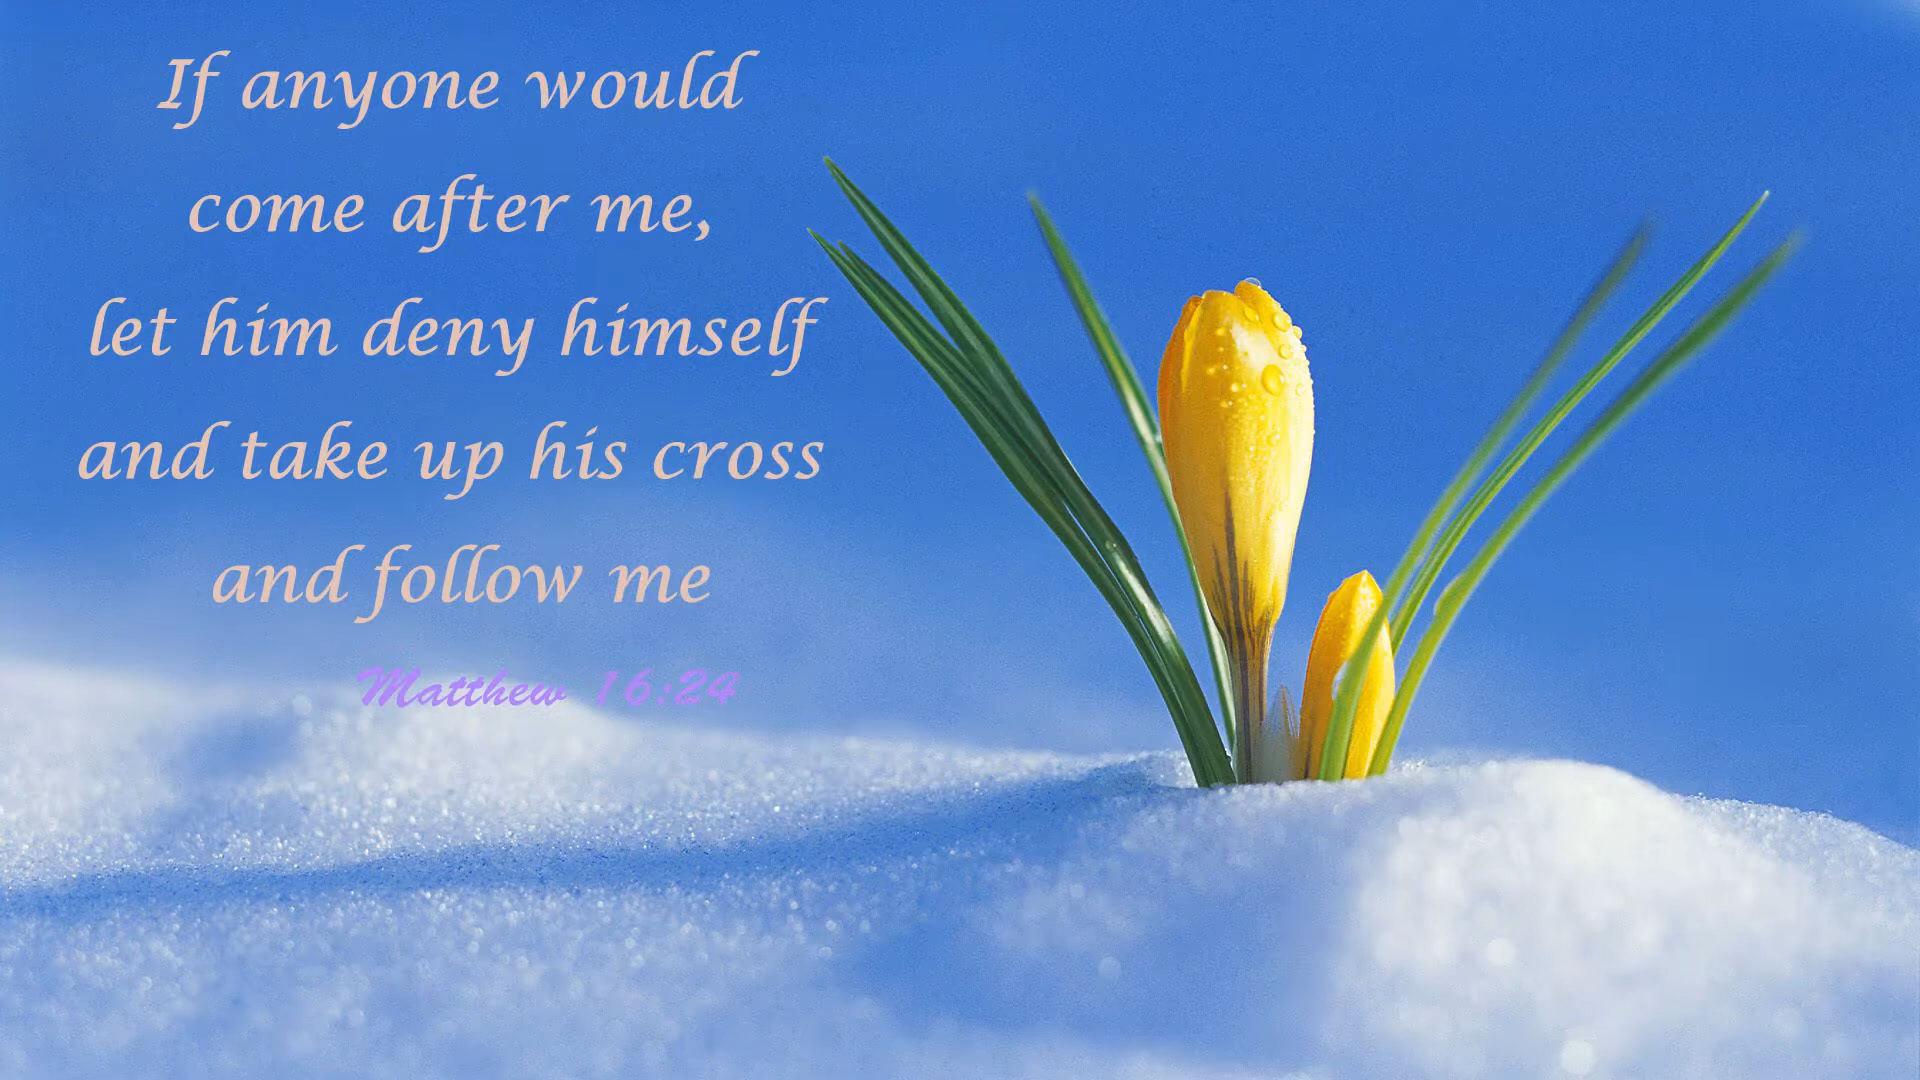 If anyone would
come after me,
let him deny himself
and take up his cross
and follow me
Matthew 16:24